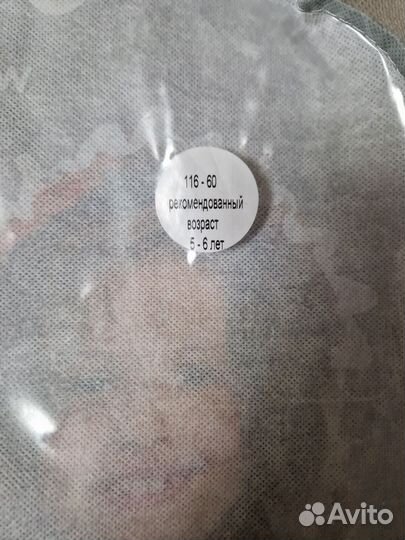 116 - 60
рекомендованный
возраст
5 - 6 лет
Avito